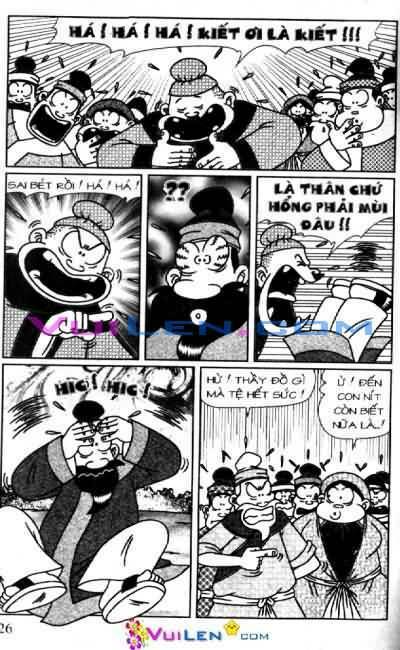 HÁ! HÁ! HÁ! KIẾT ƠI LÀ KIẾT!!!
SAI BÉT RỒI! HÁ! HÁ!
??
LÀ THÂN CHỨ
HỔNG PHẢI MÙI
ĐÂU!!
VUILEN.COM
HIC! HIC!
HỪ! THẦY ĐỒ GÌ
MÀ TỆ HẾT SỨC!
Ừ! ĐẾN
CON NÍT
CÒN BIẾT
NỮA LÀ..!
26
VUILEN.COM